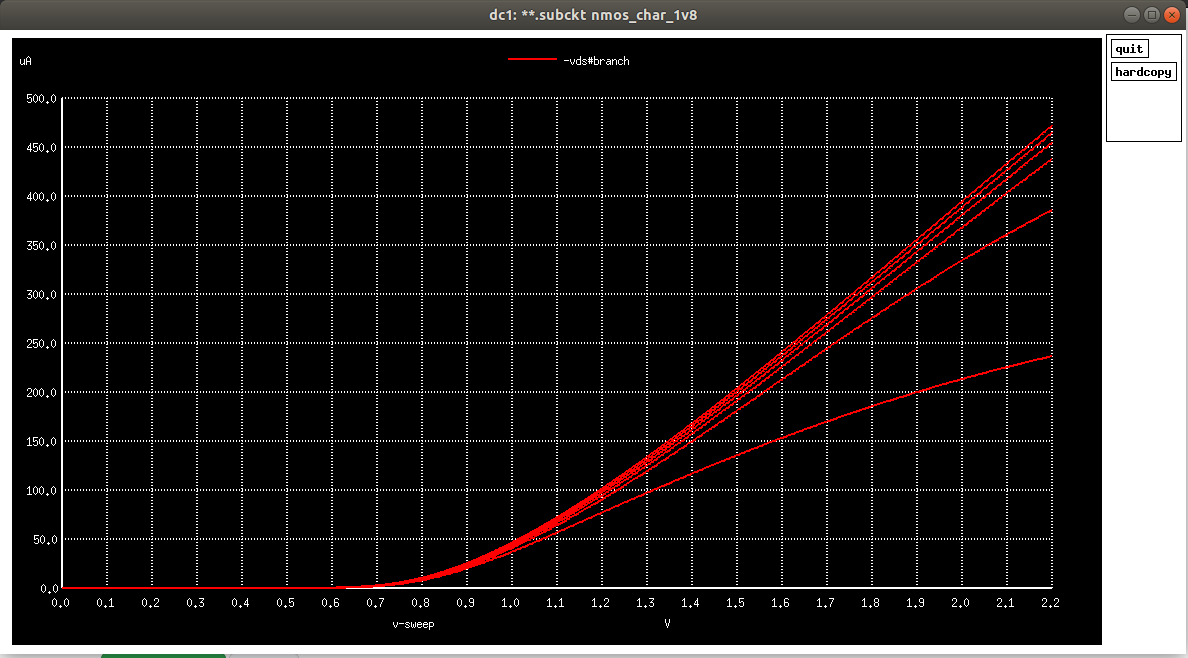 dc1: **.subckt nmos_char_1v8
quit
hardcopy
uA
-vds#branch
500.0
450.0
400.0
350.0
300.0
250.0
200.0
150.0
100.0
50.0
0.0
0.0 0.1 0.2 0.3 0.4 0.5 0.6 0.7 0.8 0.9 1.0 1.1 1.2 1.3 1.4 1.5 1.6 1.7 1.8 1.9 2.0 2.1 2.2
v-sweep V